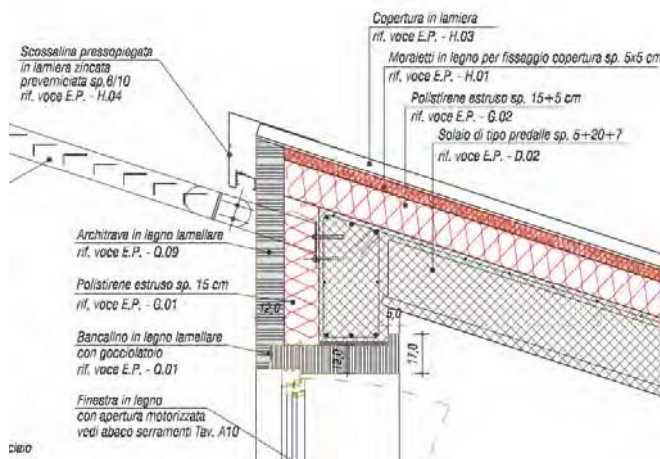 Copertura in lamiera
rif. voce E.P. - H.03
Scossalina pressopiegata
in lamiera zincata
preverniciata sp.6/10
rif. voce E.P. - H.04
Moraletti in legno per fissaggio copertura sp. 5x5 cm
rif. voce E.P. - H.01
Polistirene estruso sp. 15+5 cm
rif. voce E.P. - G.02
Solaio di tipo predalle sp. 5+20+7
rif. voce E.P. - D.02
Architrave in legno lamellare
rif. voce E.P. - Q.09
Polistirene estruso sp. 15 cm
rif. voce E.P. - G.01
12,0
5,0
Bancalino in legno lamellare
con gocciolatoio
rif. voce E.P. - Q.01
17,0
Finestra in legno
con apertura motorizzata
vedi abaco serramenti Tav. A10